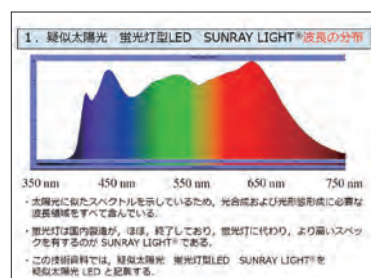 1．疑似太陽光　蛍光灯型LED　SUNRAY LIGHT®波長の分布
350 nm　450 nm　550 nm　650 nm　750 nm
・太陽光に似たスペクトルを示しているため，光合成および光形態形成に必要な
波長領域をすべて含んでいる．
・蛍光灯は国内製造が，ほぼ，終了しており，蛍光灯に代わり，より高いスペッ
クを有するのが SUNRAY LIGHT® である．
・この技術資料では，疑似太陽光　蛍光灯型LED　SUNRAY LIGHT® を
疑似太陽光 LED と記載する．